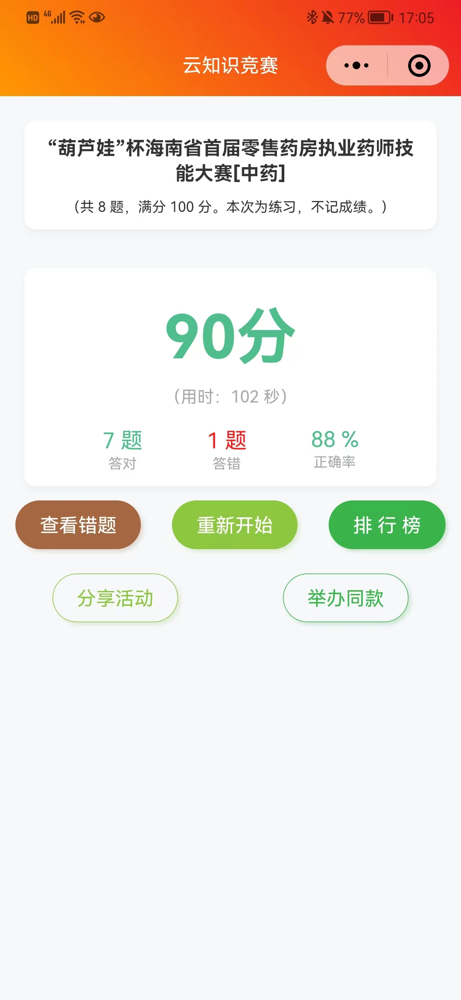 HD 4G 77% 17:05
云知识竞赛
“葫芦娃”杯海南省首届零售药房执业药师技
能大赛[中药]
（共 8 题，满分 100 分。本次为练习，不记成绩。）
90分
（用时：102 秒）
7 题 1 题 88 %
答对 答错 正确率
查看错题 重新开始 排 行 榜
分享活动 举办同款